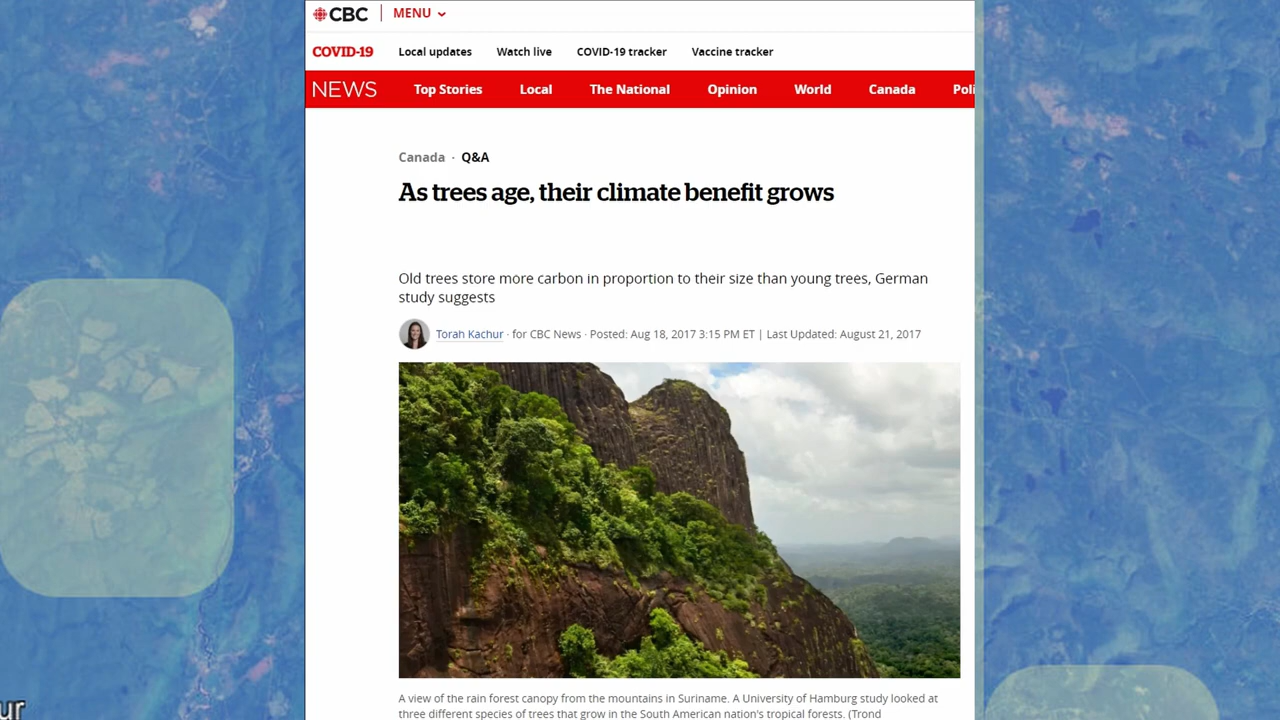 CBC MENU
COVID-19 Local updates Watch live COVID-19 tracker Vaccine tracker
NEWS Top Stories Local The National Opinion World Canada
Canada · Q&A
As trees age, their climate benefit grows
Old trees store more carbon in proportion to their size than young trees, German
study suggests
Torah Kachur · for CBC News · Posted: Aug 18, 2017 3:15 PM ET | Last Updated: August 21, 2017
A view of the rain forest canopy from the mountains in Suriname. A University of Hamburg study looked at
three different species of trees that grow in the South American nation's tropical forests. (Trond